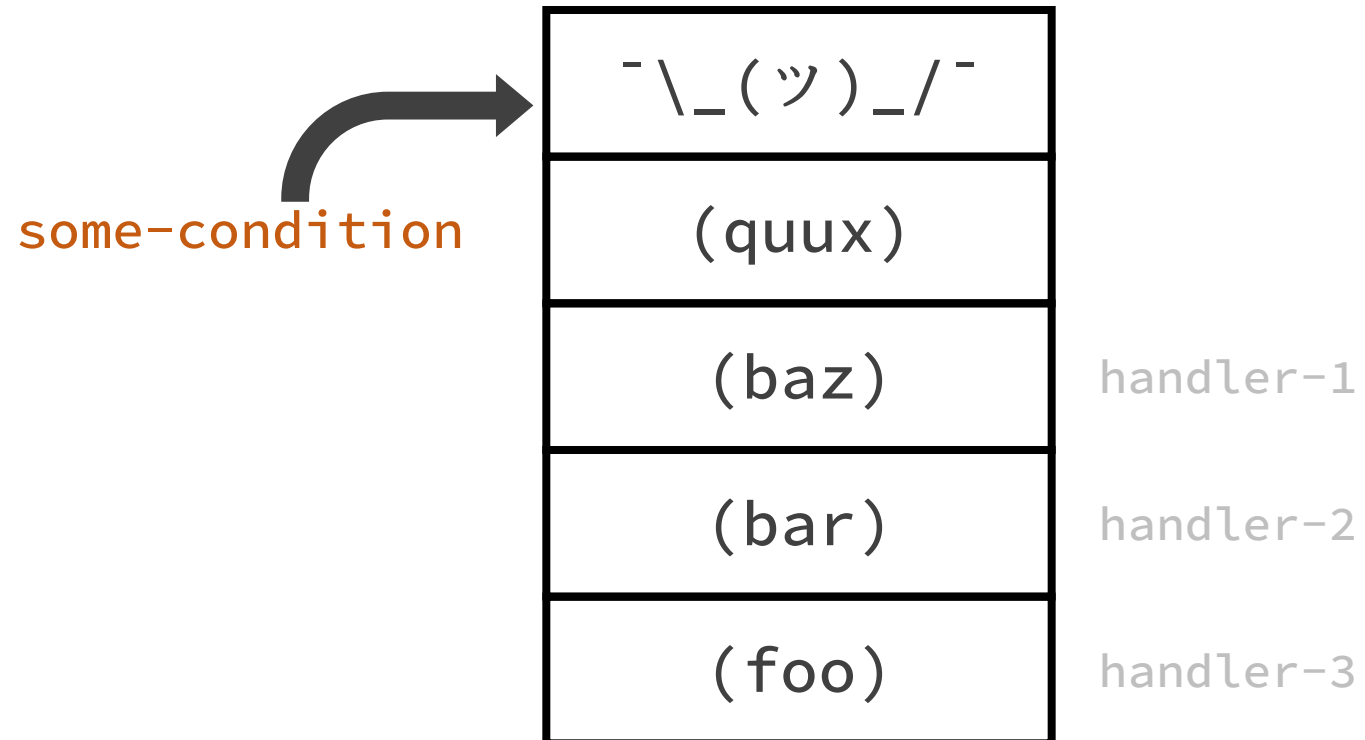 ¯\_(ツ)_/¯
some-condition
(quux)
(baz) handler-1
(bar) handler-2
(foo) handler-3